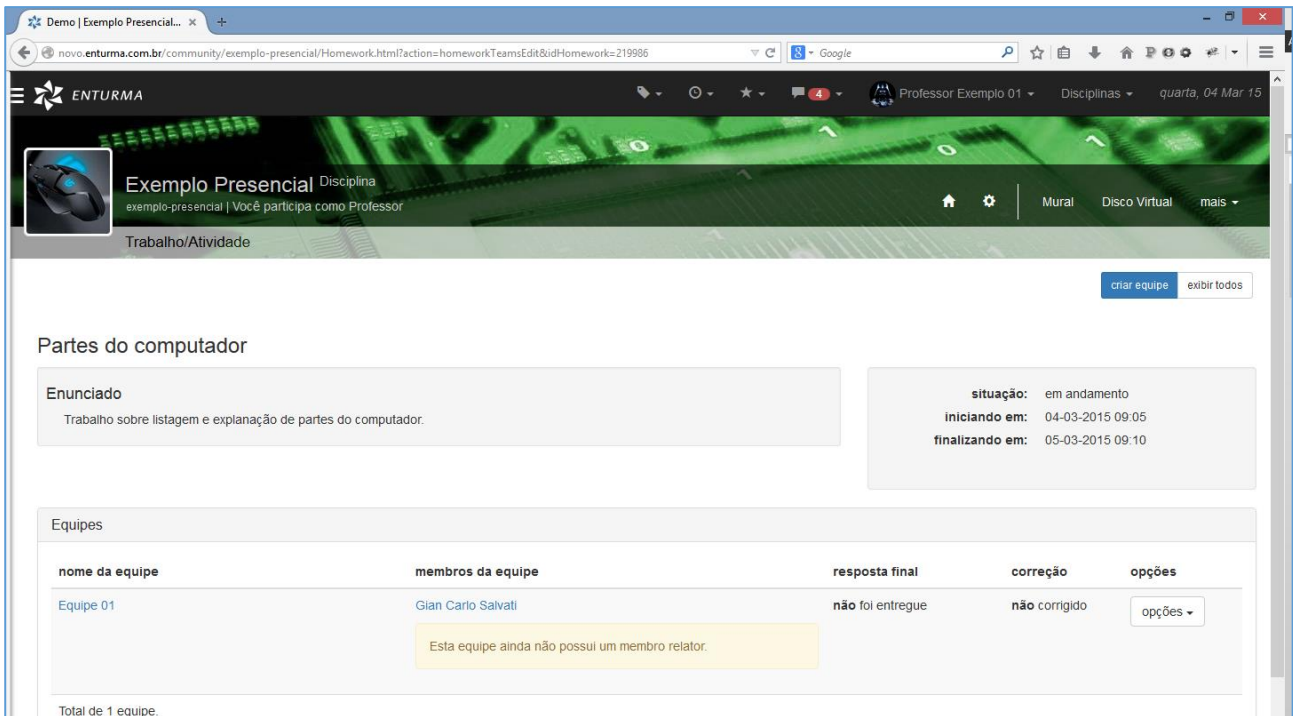 Demo | Exemplo Presencial... × +
novo.enturma.com.br/community/exemplo-presencial/Homework.html?action=homeworkTeamsEdit&idHomework=219986 8 Google
ENTURMA 4 Professor Exemplo 01 Disciplinas quarta, 04 Mar 15
Exemplo Presencial Disciplina
exemplo-presencial | Você participa como Professor
Mural Disco Virtual mais
Trabalho/Atividade
criar equipe exibir todos
Partes do computador
Enunciado
Trabalho sobre listagem e explanação de partes do computador.
situação: em andamento
iniciando em: 04-03-2015 09:05
finalizando em: 05-03-2015 09:10
Equipes
nome da equipe membros da equipe resposta final correção opções
Equipe 01 Gian Carlo Salvati não foi entregue não corrigido opções
Esta equipe ainda não possui um membro relator.
Total de 1 equipe.